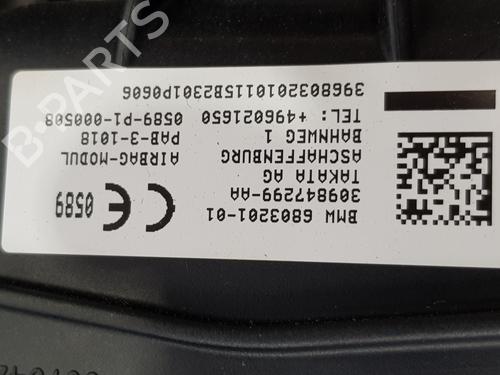 BMW 6803201-01
309847299-AA
TAKATA AG
ASCHAFFENBURG
BAHNWEG 1
TEL: +496021650
CE 0589
AIRBAG-MODUL
PAB-3-1018
0589-P1-000508
3968032010115B2301P0606
B-PARTS